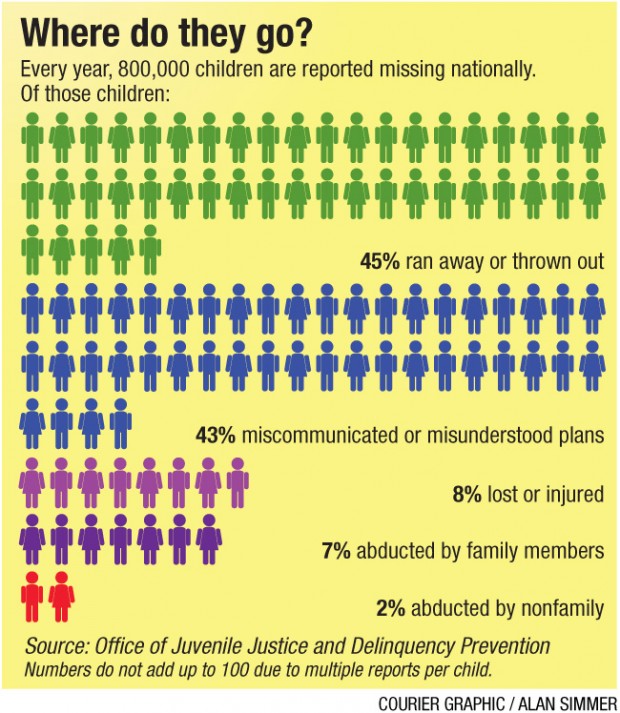 Where do they go?
Every year, 800,000 children are reported missing nationally.
Of those children:
45% ran away or thrown out
43% miscommunicated or misunderstood plans
8% lost or injured
7% abducted by family members
2% abducted by nonfamily
Source: Office of Juvenile Justice and Delinquency Prevention
Numbers do not add up to 100 due to multiple reports per child.
COURIER GRAPHIC / ALAN SIMMER